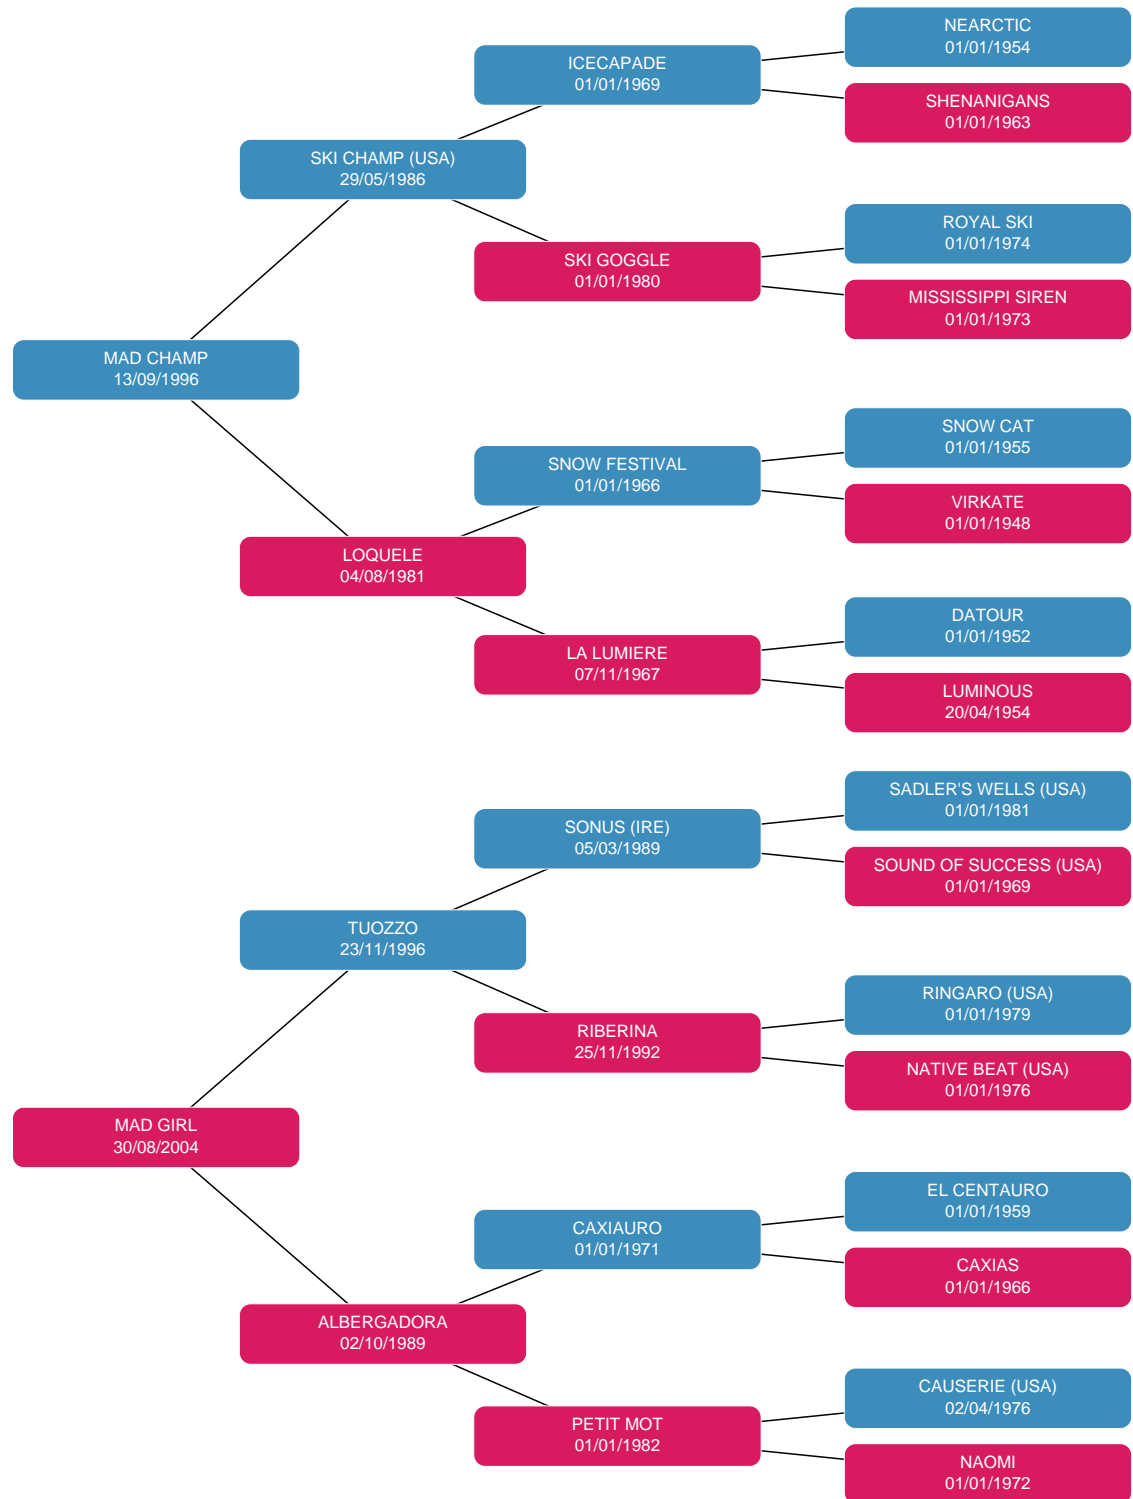 NEARCTIC
01/01/1954
ICECAPADE
01/01/1969
SHENANIGANS
01/01/1963
SKI CHAMP (USA)
29/05/1986
ROYAL SKI
01/01/1974
SKI GOGGLE
01/01/1980
MISSISSIPPI SIREN
01/01/1973
MAD CHAMP
13/09/1996
SNOW CAT
01/01/1955
SNOW FESTIVAL
01/01/1966
VIRKATE
01/01/1948
LOQUELE
04/08/1981
DATOUR
01/01/1952
LA LUMIERE
07/11/1967
LUMINOUS
20/04/1954
SADLER'S WELLS (USA)
01/01/1981
SONUS (IRE)
05/03/1989
SOUND OF SUCCESS (USA)
01/01/1969
TUOZZO
23/11/1996
RINGARO (USA)
01/01/1979
RIBERINA
25/11/1992
NATIVE BEAT (USA)
01/01/1976
MAD GIRL
30/08/2004
EL CENTAURO
01/01/1959
CAXIAURO
01/01/1971
CAXIAS
01/01/1966
ALBERGADORA
02/10/1989
CAUSERIE (USA)
02/04/1976
PETIT MOT
01/01/1982
NAOMI
01/01/1972